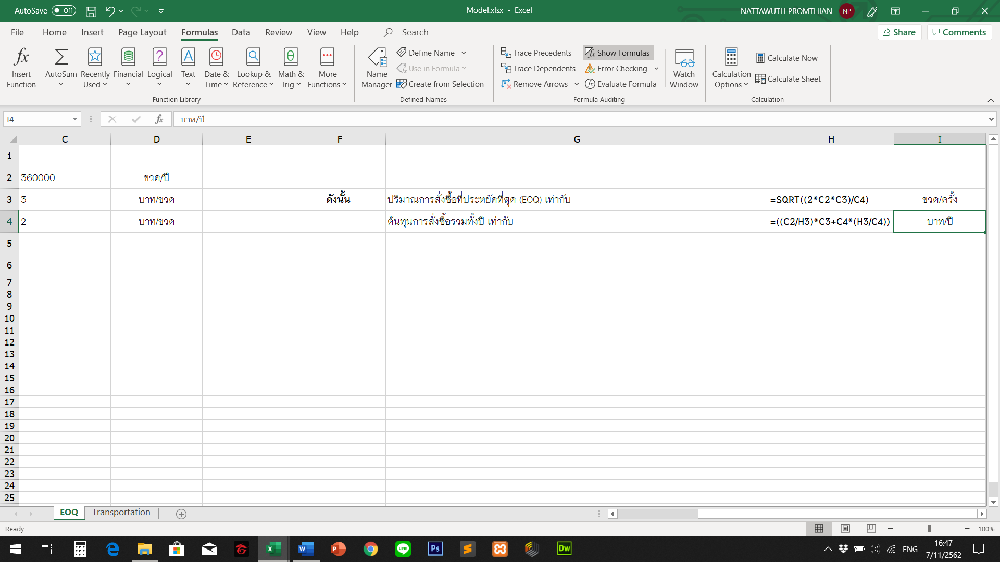 AutoSave Off
Model.xlsx - Excel
NATTAWUTH PROMTHIAN NP
File Home Insert Page Layout Formulas Data Review View Help Search
Share Comments
Insert Function
AutoSum
Recently Used
Financial
Logical
Text
Date & Time
Lookup & Reference
Math & Trig
More Functions
Function Library
Name Manager
Define Name
Use in Formula
Create from Selection
Defined Names
Trace Precedents
Trace Dependents
Remove Arrows
Show Formulas
Error Checking
Evaluate Formula
Formula Auditing
Watch Window
Calculation Options
Calculate Now
Calculate Sheet
Calculation
I4 fx บาท/ปี
C D E F G H I
1
2 360000 ขวด/ปี
3 3 บาท/ขวด ดังนั้น ปริมาณการสั่งซื้อที่ประหยัดที่สุด (EOQ) เท่ากับ =SQRT((2*C2*C3)/C4) ขวด/ครั้ง
4 2 บาท/ขวด ต้นทุนการสั่งซื้อรวมทั้งปี เท่ากับ =((C2/H3)*C3+C4*(H3/C4)) บาท/ปี
5
6
7
8
9
10
11
12
13
14
15
16
17
18
19
20
21
22
23
24
25
EOQ Transportation
Ready
100%
ENG
16:47
7/11/2562